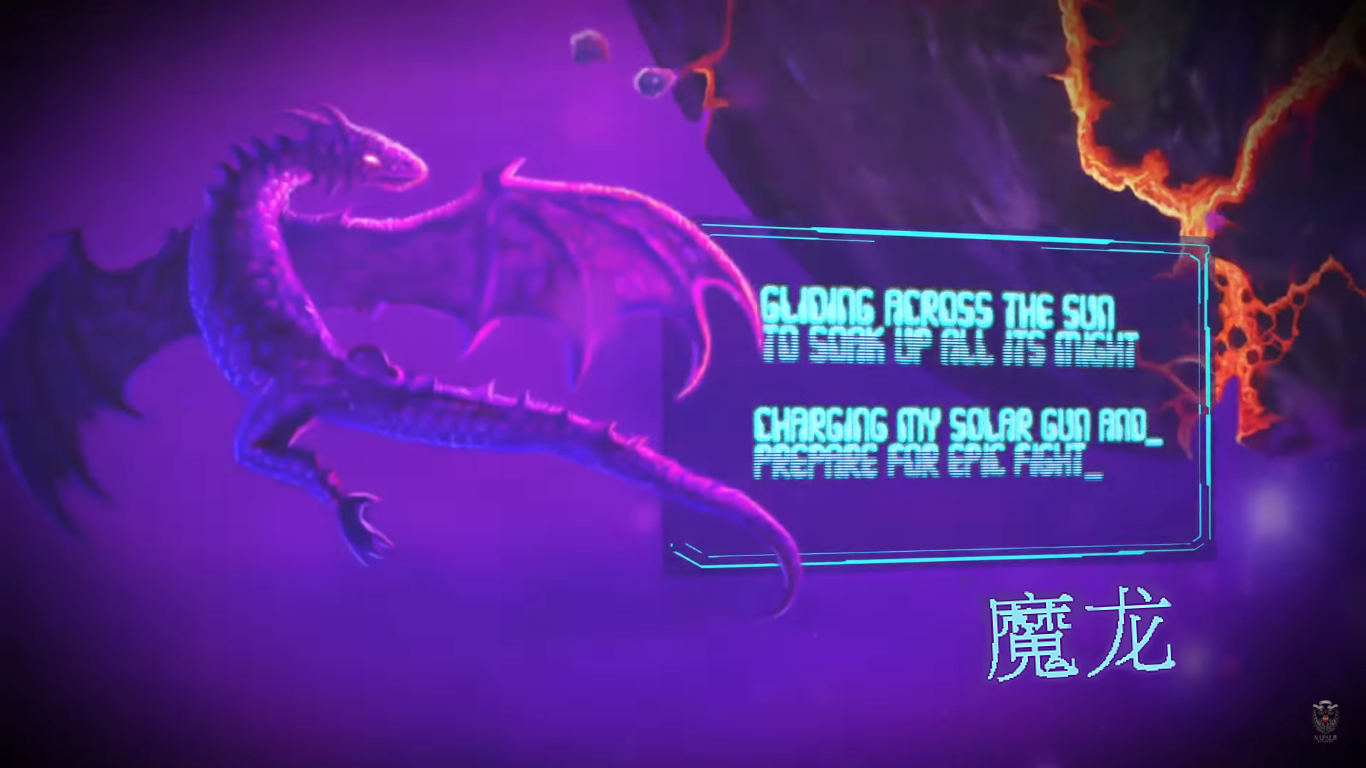 GLIDING ACROSS THE SUN
TO SOAK UP ALL ITS MIGHT
CHARGING MY SOLAR GUN AND_
PREPARE FOR EPIC FIGHT_
魔龙
NAPALM